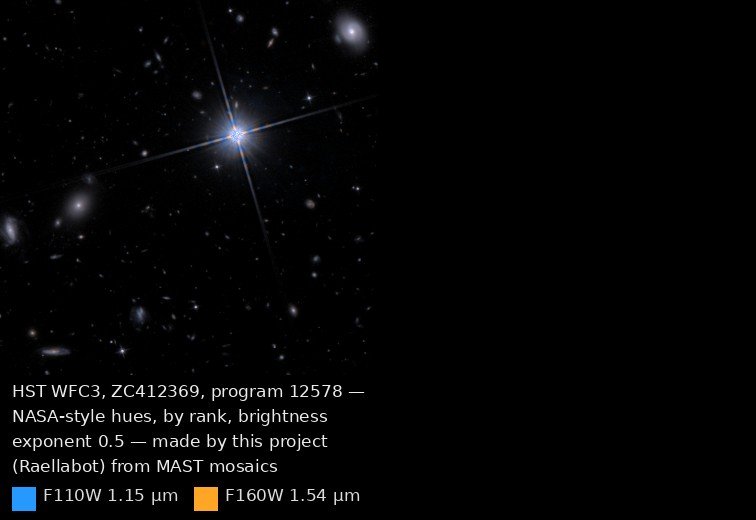 HST WFC3, ZC412369, program 12578 —
NASA-style hues, by rank, brightness
exponent 0.5 — made by this project
(Raellabot) from MAST mosaics
F110W 1.15 µm F160W 1.54 µm